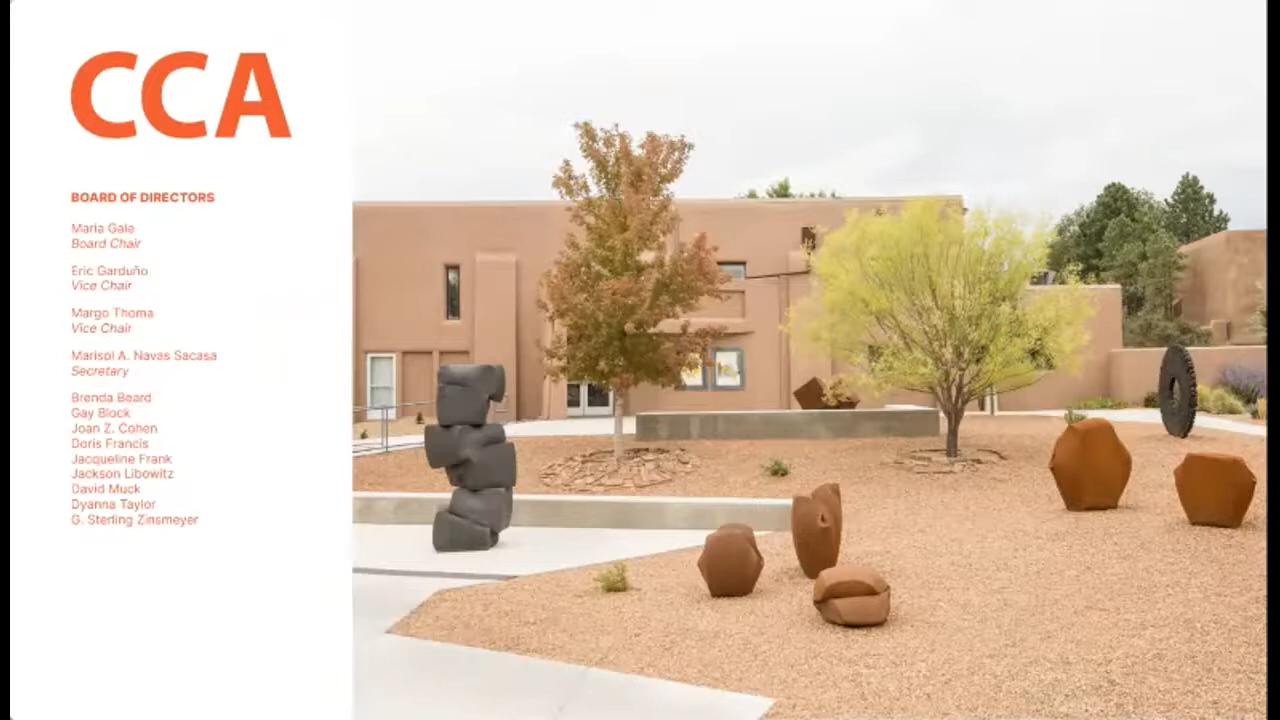 CCA
BOARD OF DIRECTORS
Maria Gale
Board Chair
Eric Garduño
Vice Chair
Margo Thoma
Vice Chair
Marisol A. Navas Sacasa
Secretary
Brenda Beard
Gay Block
Joan Z. Cohen
Doris Francis
Jacqueline Frank
Jackson Libowitz
David Muck
Dyanna Taylor
G. Sterling Zinsmeyer